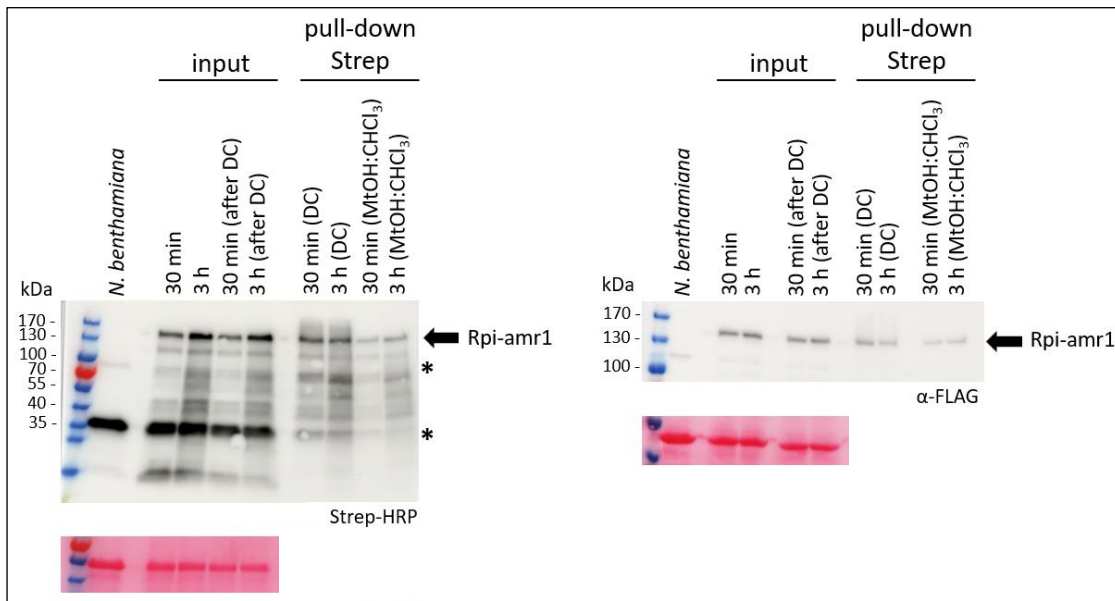 pull-down
input
Strep
N. benthamiana
30 min
3 h
30 min (after DC)
3 h (after DC)
30 min (DC)
3 h (DC)
30 min (MtOH:CHCl₃)
3 h (MtOH:CHCl₃)
kDa
170 -
130 -
100 -
70 -
55 -
40 -
35 -
Rpi-amr1
*
*
Strep-HRP
pull-down
input
Strep
N. benthamiana
30 min
3 h
30 min (after DC)
3 h (after DC)
30 min (DC)
3 h (DC)
30 min (MtOH:CHCl₃)
3 h (MtOH:CHCl₃)
kDa
170 -
130 -
100 -
Rpi-amr1
α-FLAG